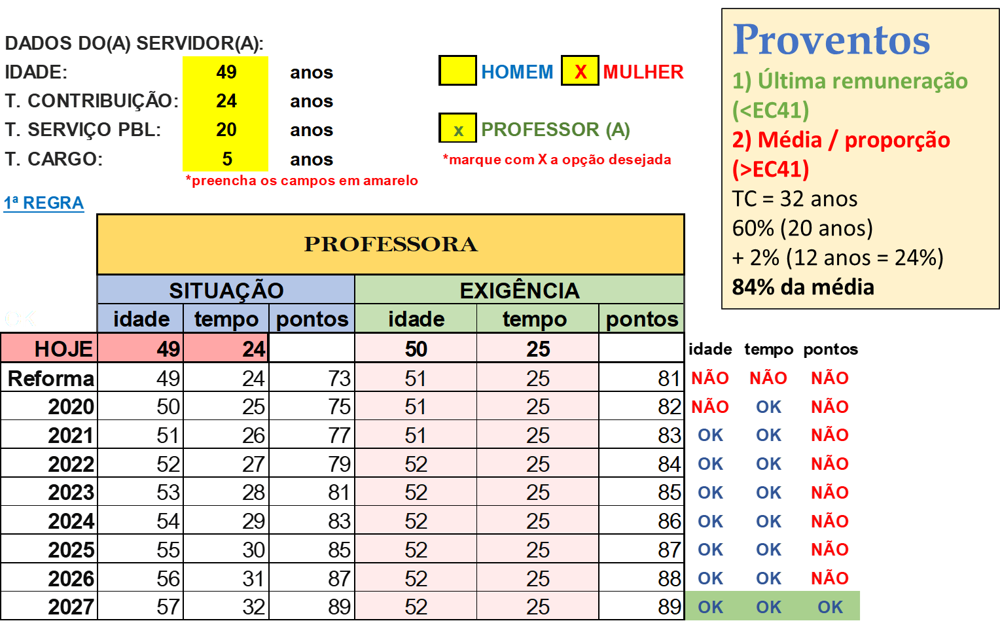 DADOS DO(A) SERVIDOR(A):
IDADE: 49 anos
HOMEM X MULHER
T. CONTRIBUIÇÃO: 24 anos
T. SERVIÇO PBL: 20 anos
x PROFESSOR (A)
T. CARGO: 5 anos
*marque com X a opção desejada
*preencha os campos em amarelo
Proventos
1) Última remuneração
(<EC41)
2) Média / proporção
(>EC41)
TC = 32 anos
60% (20 anos)
+ 2% (12 anos = 24%)
84% da média
1ª REGRA
PROFESSORA
SITUAÇÃO EXIGÊNCIA
OK idade tempo pontos idade tempo pontos
HOJE 49 24 50 25 idade tempo pontos
Reforma 49 24 73 51 25 81 NÃO NÃO NÃO
2020 50 25 75 51 25 82 NÃO OK NÃO
2021 51 26 77 51 25 83 OK OK NÃO
2022 52 27 79 52 25 84 OK OK NÃO
2023 53 28 81 52 25 85 OK OK NÃO
2024 54 29 83 52 25 86 OK OK NÃO
2025 55 30 85 52 25 87 OK OK NÃO
2026 56 31 87 52 25 88 OK OK NÃO
2027 57 32 89 52 25 89 OK OK OK